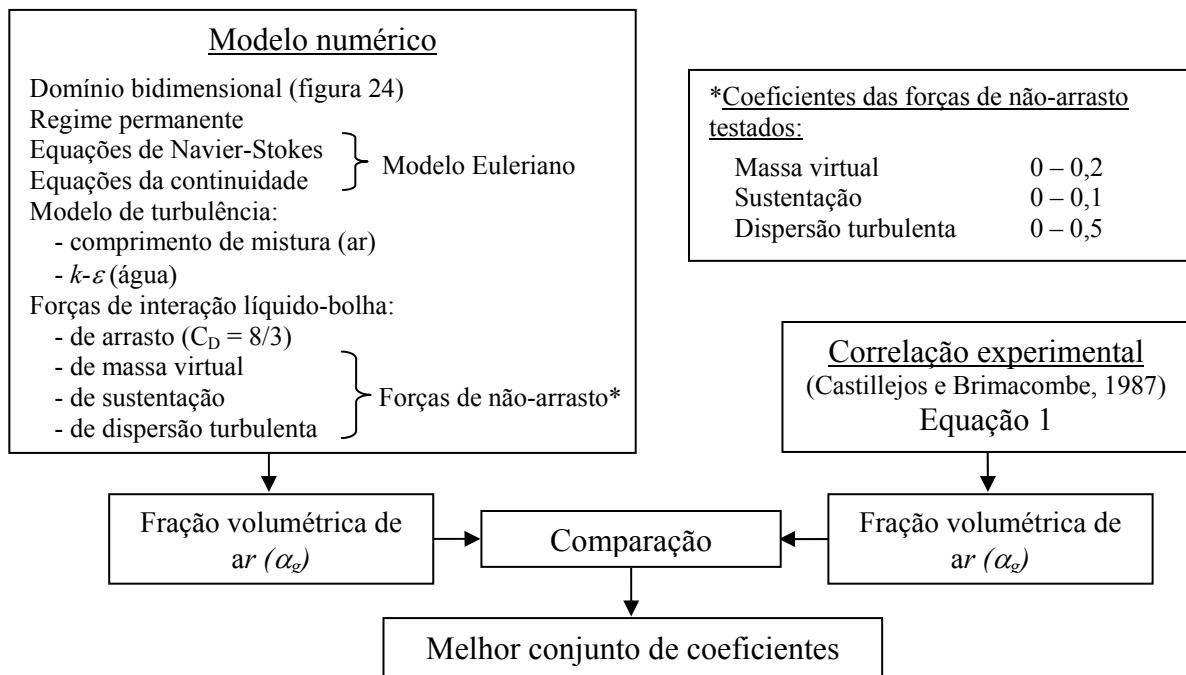 Modelo numérico
Domínio bidimensional (figura 24)
Regime permanente
Equações de Navier-Stokes
Equações da continuidade
Modelo Euleriano
Modelo de turbulência:
- comprimento de mistura (ar)
- k-ε (água)
Forças de interação líquido-bolha:
- de arrasto (C_D = 8/3)
- de massa virtual
- de sustentação
- de dispersão turbulenta
Forças de não-arrasto*
*Coeficientes das forças de não-arrasto
testados:
Massa virtual 0 – 0,2
Sustentação 0 – 0,1
Dispersão turbulenta 0 – 0,5
Correlação experimental
(Castillejos e Brimacombe, 1987)
Equação 1
Fração volumétrica de
ar (α_g)
Comparação
Fração volumétrica de
ar (α_g)
Melhor conjunto de coeficientes